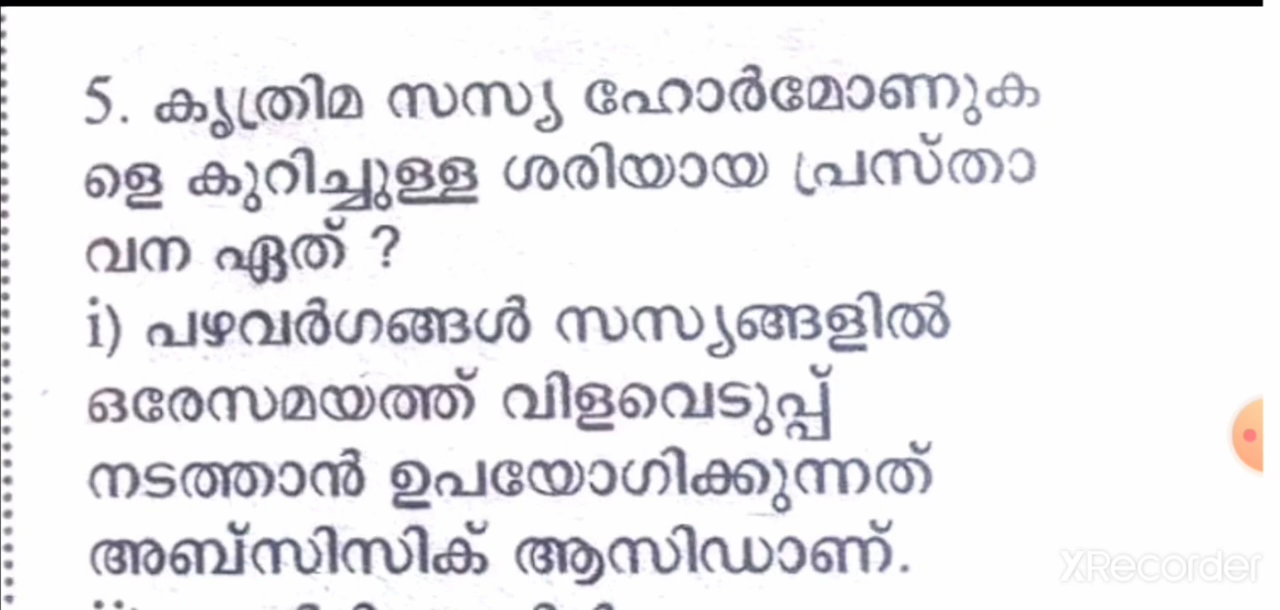 5. കൃത്രിമ സസ്യ ഹോർമോണുക
ളെ കുറിച്ചുള്ള ശരിയായ പ്രസ്താ
വന ഏത് ?
i) പഴവർഗങ്ങൾ സസ്യങ്ങളിൽ
ഒരേസമയത്ത് വിളവെടുപ്പ്
നടത്താൻ ഉപയോഗിക്കുന്നത്
അബ്സിസിക് ആസിഡാണ്.
XRecorder